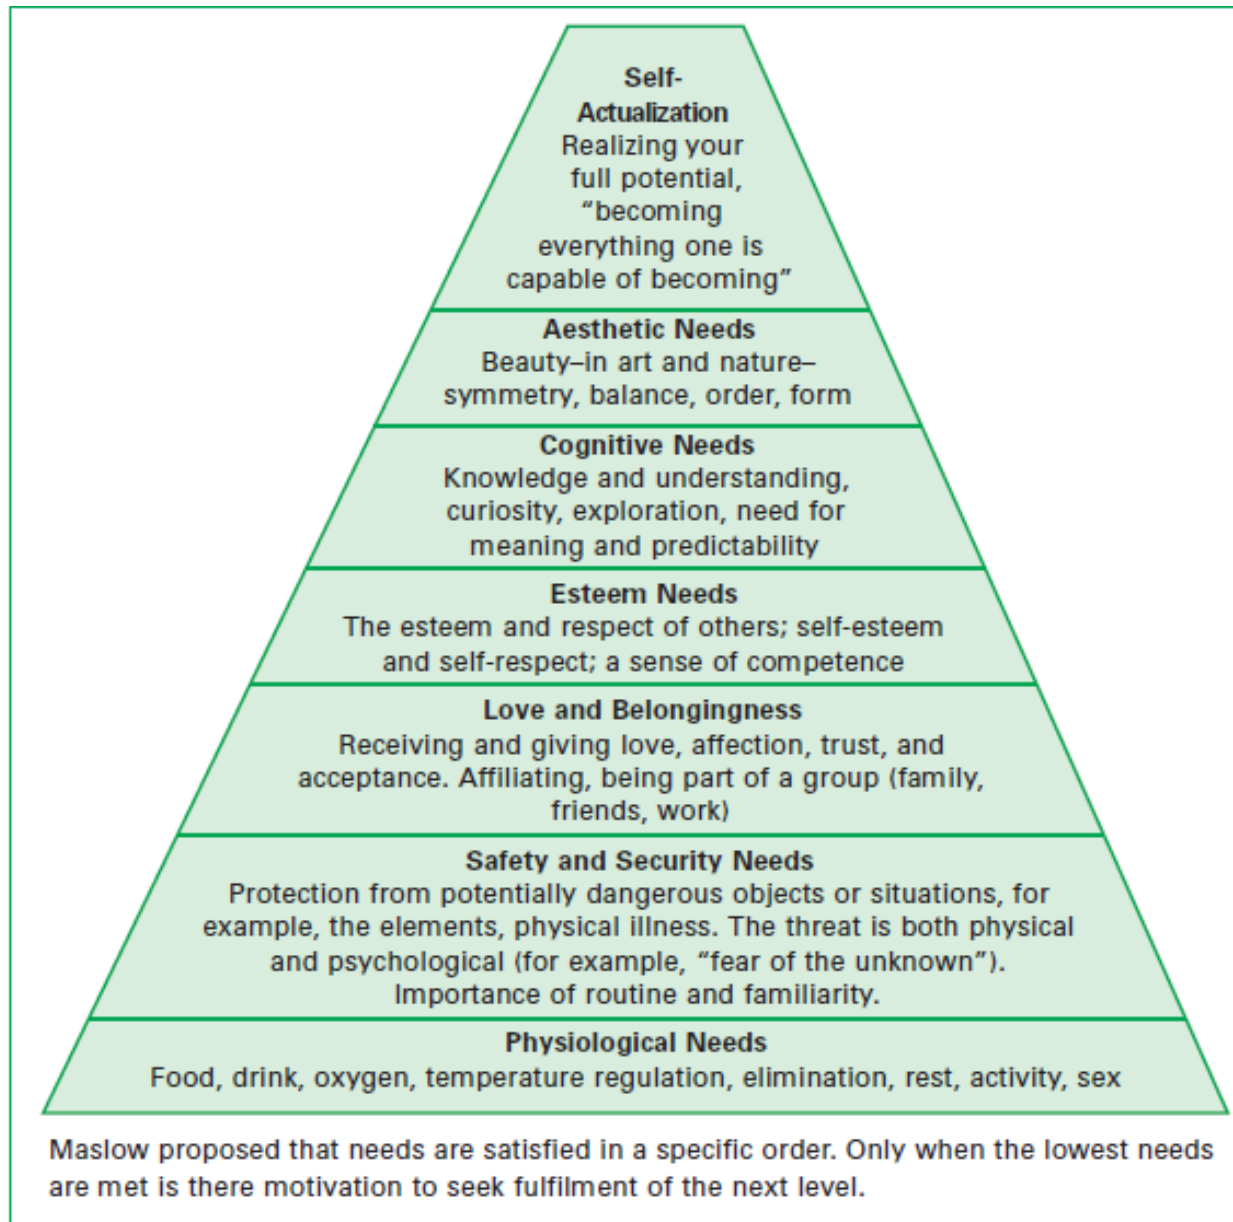 Self-
Actualization
Realizing your
full potential,
“becoming
everything one is
capable of becoming”
Aesthetic Needs
Beauty–in art and nature–
symmetry, balance, order, form
Cognitive Needs
Knowledge and understanding,
curiosity, exploration, need for
meaning and predictability
Esteem Needs
The esteem and respect of others; self-esteem
and self-respect; a sense of competence
Love and Belongingness
Receiving and giving love, affection, trust, and
acceptance. Affiliating, being part of a group (family,
friends, work)
Safety and Security Needs
Protection from potentially dangerous objects or situations, for
example, the elements, physical illness. The threat is both physical
and psychological (for example, “fear of the unknown”).
Importance of routine and familiarity.
Physiological Needs
Food, drink, oxygen, temperature regulation, elimination, rest, activity, sex
Maslow proposed that needs are satisfied in a specific order. Only when the lowest needs
are met is there motivation to seek fulfilment of the next level.